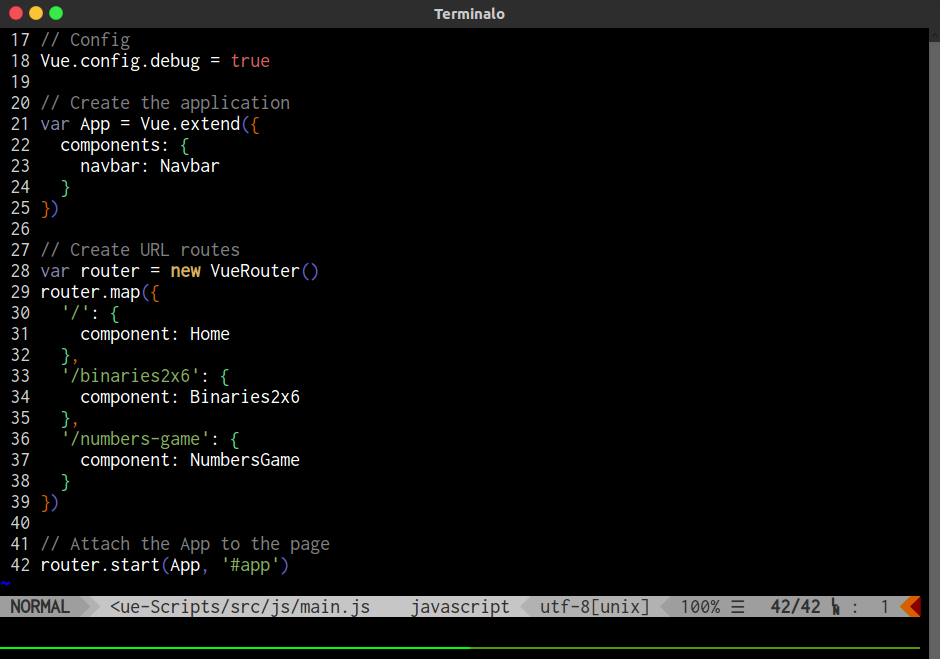 Terminalo
17 // Config
18 Vue.config.debug = true
19
20 // Create the application
21 var App = Vue.extend({
22   components: {
23     navbar: Navbar
24   }
25 })
26
27 // Create URL routes
28 var router = new VueRouter()
29 router.map({
30   '/': {
31     component: Home
32   },
33   '/binaries2x6': {
34     component: Binaries2x6
35   },
36   '/numbers-game': {
37     component: NumbersGame
38   }
39 })
40
41 // Attach the App to the page
42 router.start(App, '#app')
~
NORMAL <ue-Scripts/src/js/main.js javascript utf-8[unix] 100% ☰ 42/42 ␤ : 1